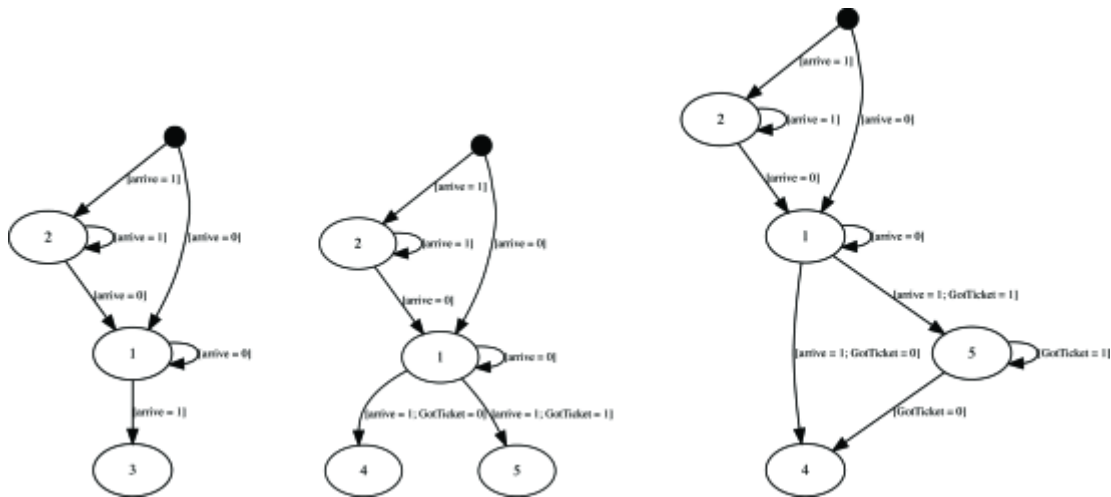 [arrive = 1]
2
[arrive = 1]
[arrive = 0]
[arrive = 0]
1
[arrive = 0]
[arrive = 1]
3
[arrive = 1]
2
[arrive = 1]
[arrive = 0]
[arrive = 0]
1
[arrive = 0]
[arrive = 1; GotTicket = 0]
[arrive = 1; GotTicket = 1]
4
5
[arrive = 1]
2
[arrive = 1]
[arrive = 0]
[arrive = 0]
1
[arrive = 0]
[arrive = 1; GotTicket = 1]
[arrive = 1; GotTicket = 0]
5
[GotTicket = 1]
[GotTicket = 0]
4